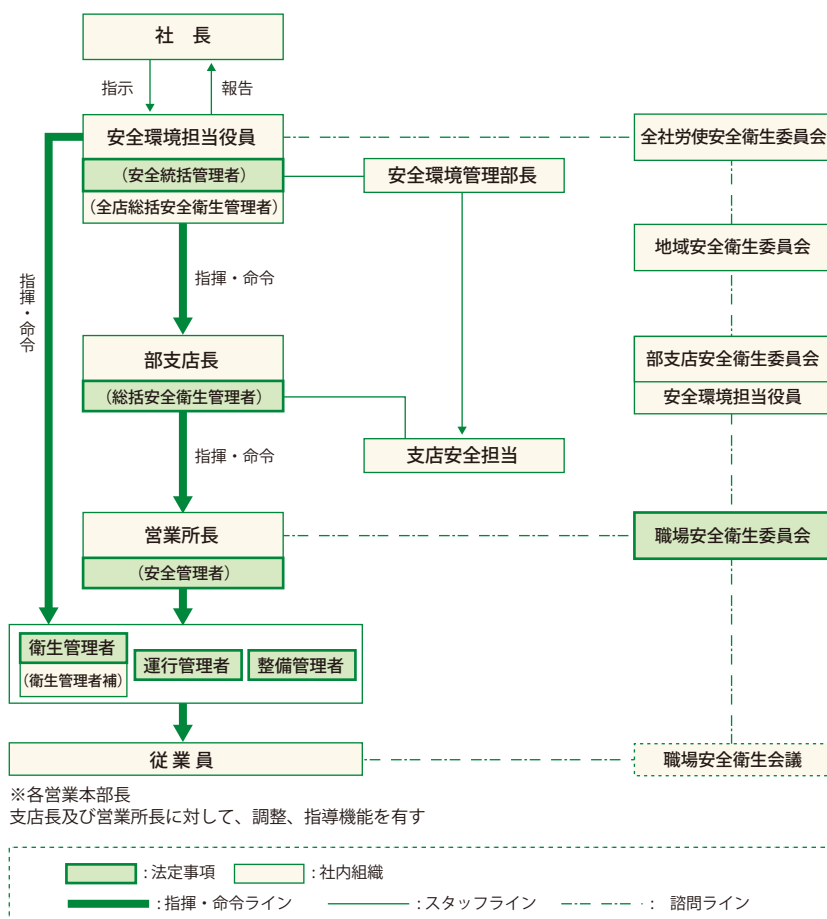 社 長
指示
報告
安全環境担当役員
(安全統括管理者)
(全店総括安全衛生管理者)
安全環境管理部長
全社労使安全衛生委員会
地域安全衛生委員会
指揮・命令
指揮・命令
部支店長
(総括安全衛生管理者)
部支店安全衛生委員会
安全環境担当役員
支店安全担当
指揮・命令
営業所長
(安全管理者)
職場安全衛生委員会
衛生管理者
(衛生管理者補)
運行管理者
整備管理者
従業員
職場安全衛生会議
※各営業本部長
支店長及び営業所長に対して、調整、指導機能を有す
:法定事項 :社内組織
:指揮・命令ライン :スタッフライン : 諮問ライン